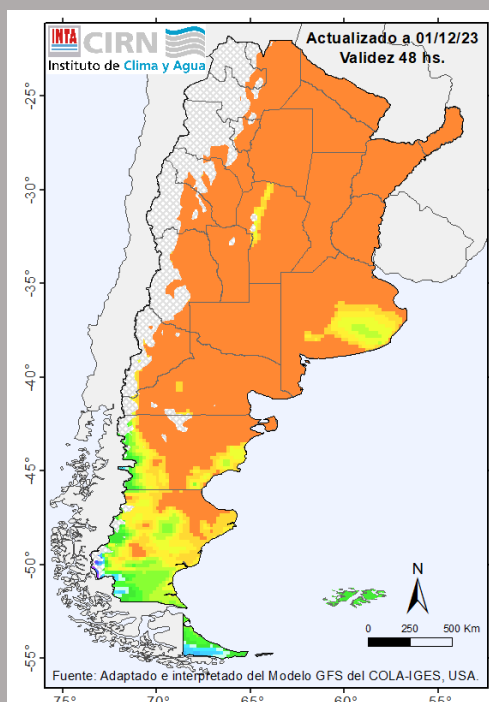 INTA CIRN
Instituto de Clima y Agua
Actualizado a 01/12/23
Validez 48 hs.
-25°
-30°
-35°
-40°
-45°
-50°
-55°
N
0 250 500 Km
Fuente: Adaptado e interpretado del Modelo GFS del COLA-IGES, USA.
-75° -70° -65° -60° -55°